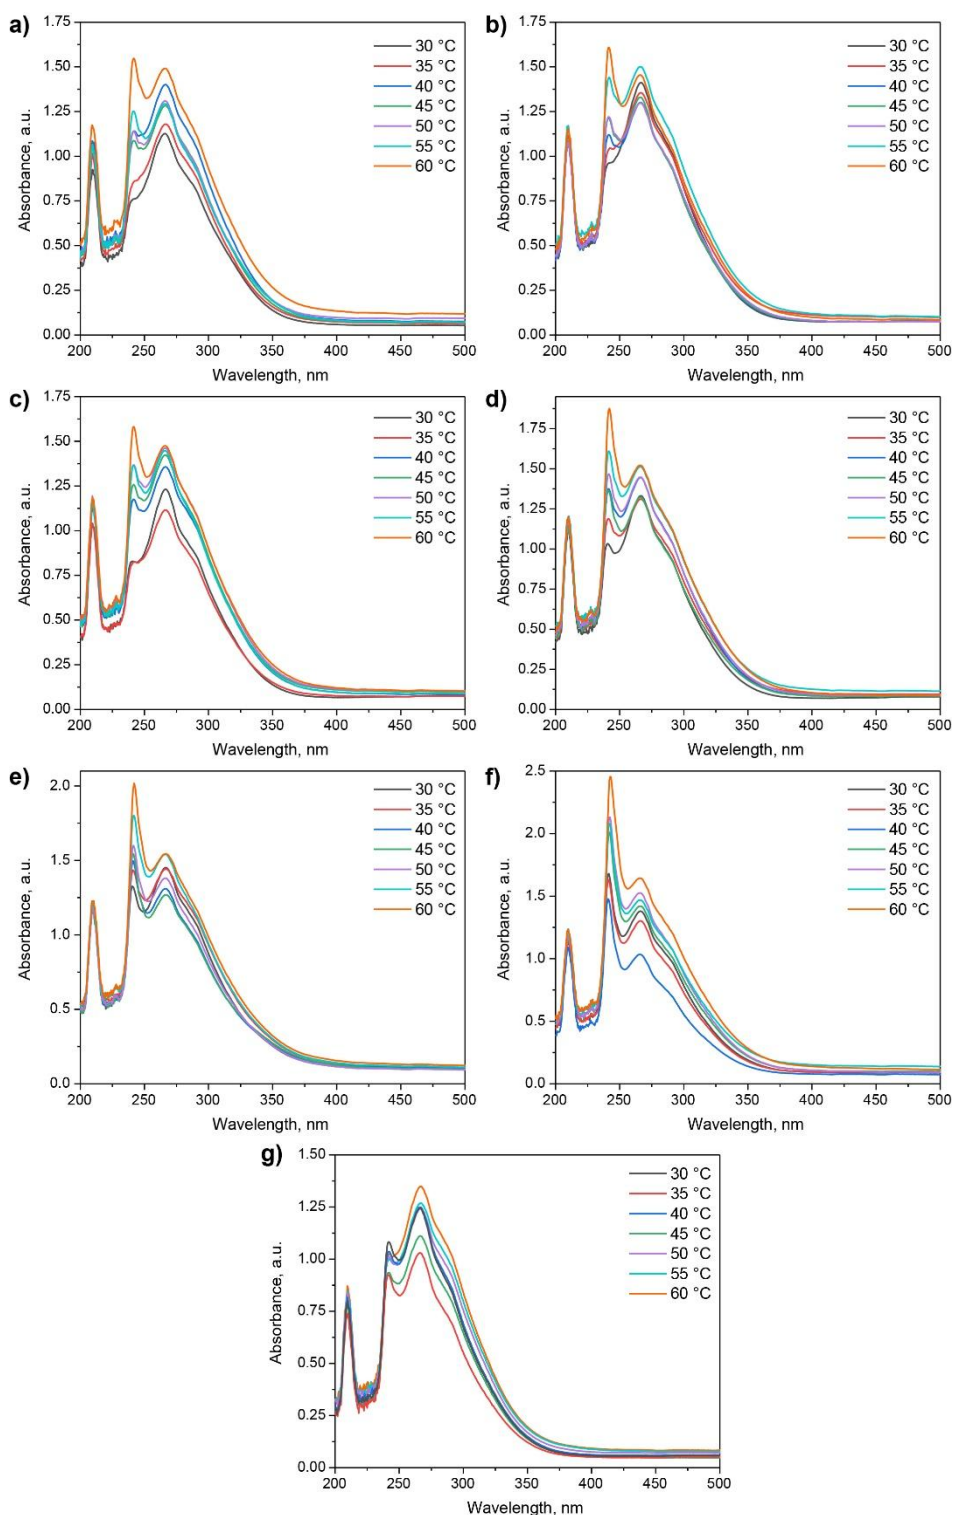 a)
1.75
1.50
1.25
1.00
0.75
0.50
0.25
0.00
Absorbance, a.u.
30 °C
35 °C
40 °C
45 °C
50 °C
55 °C
60 °C
200 250 300 350 400 450 500
Wavelength, nm
b)
1.75
1.50
1.25
1.00
0.75
0.50
0.25
0.00
Absorbance, a.u.
30 °C
35 °C
40 °C
45 °C
50 °C
55 °C
60 °C
200 250 300 350 400 450 500
Wavelength, nm
c)
1.75
1.50
1.25
1.00
0.75
0.50
0.25
0.00
Absorbance, a.u.
30 °C
35 °C
40 °C
45 °C
50 °C
55 °C
60 °C
200 250 300 350 400 450 500
Wavelength, nm
d)
1.75
1.50
1.25
1.00
0.75
0.50
0.25
0.00
Absorbance, a.u.
30 °C
35 °C
40 °C
45 °C
50 °C
55 °C
60 °C
200 250 300 350 400 450 500
Wavelength, nm
e)
2.0
1.5
1.0
0.5
0.0
Absorbance, a.u.
30 °C
35 °C
40 °C
45 °C
50 °C
55 °C
60 °C
200 250 300 350 400 450 500
Wavelength, nm
f)
2.5
2.0
1.5
1.0
0.5
0.0
Absorbance, a.u.
30 °C
35 °C
40 °C
45 °C
50 °C
55 °C
60 °C
200 250 300 350 400 450 500
Wavelength, nm
g)
1.50
1.25
1.00
0.75
0.50
0.25
0.00
Absorbance, a.u.
30 °C
35 °C
40 °C
45 °C
50 °C
55 °C
60 °C
200 250 300 350 400 450 500
Wavelength, nm